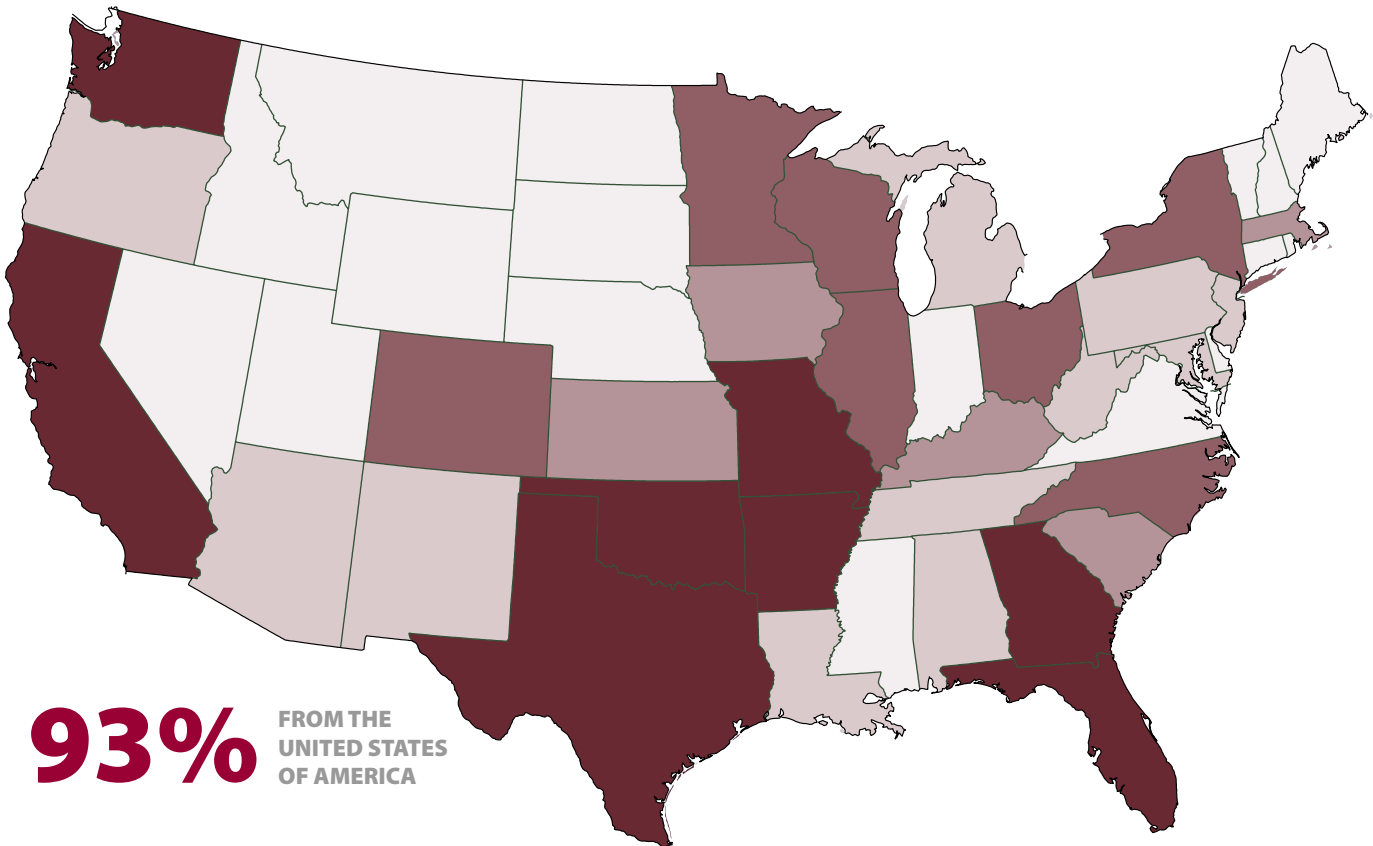 93%
FROM THE
UNITED STATES
OF AMERICA